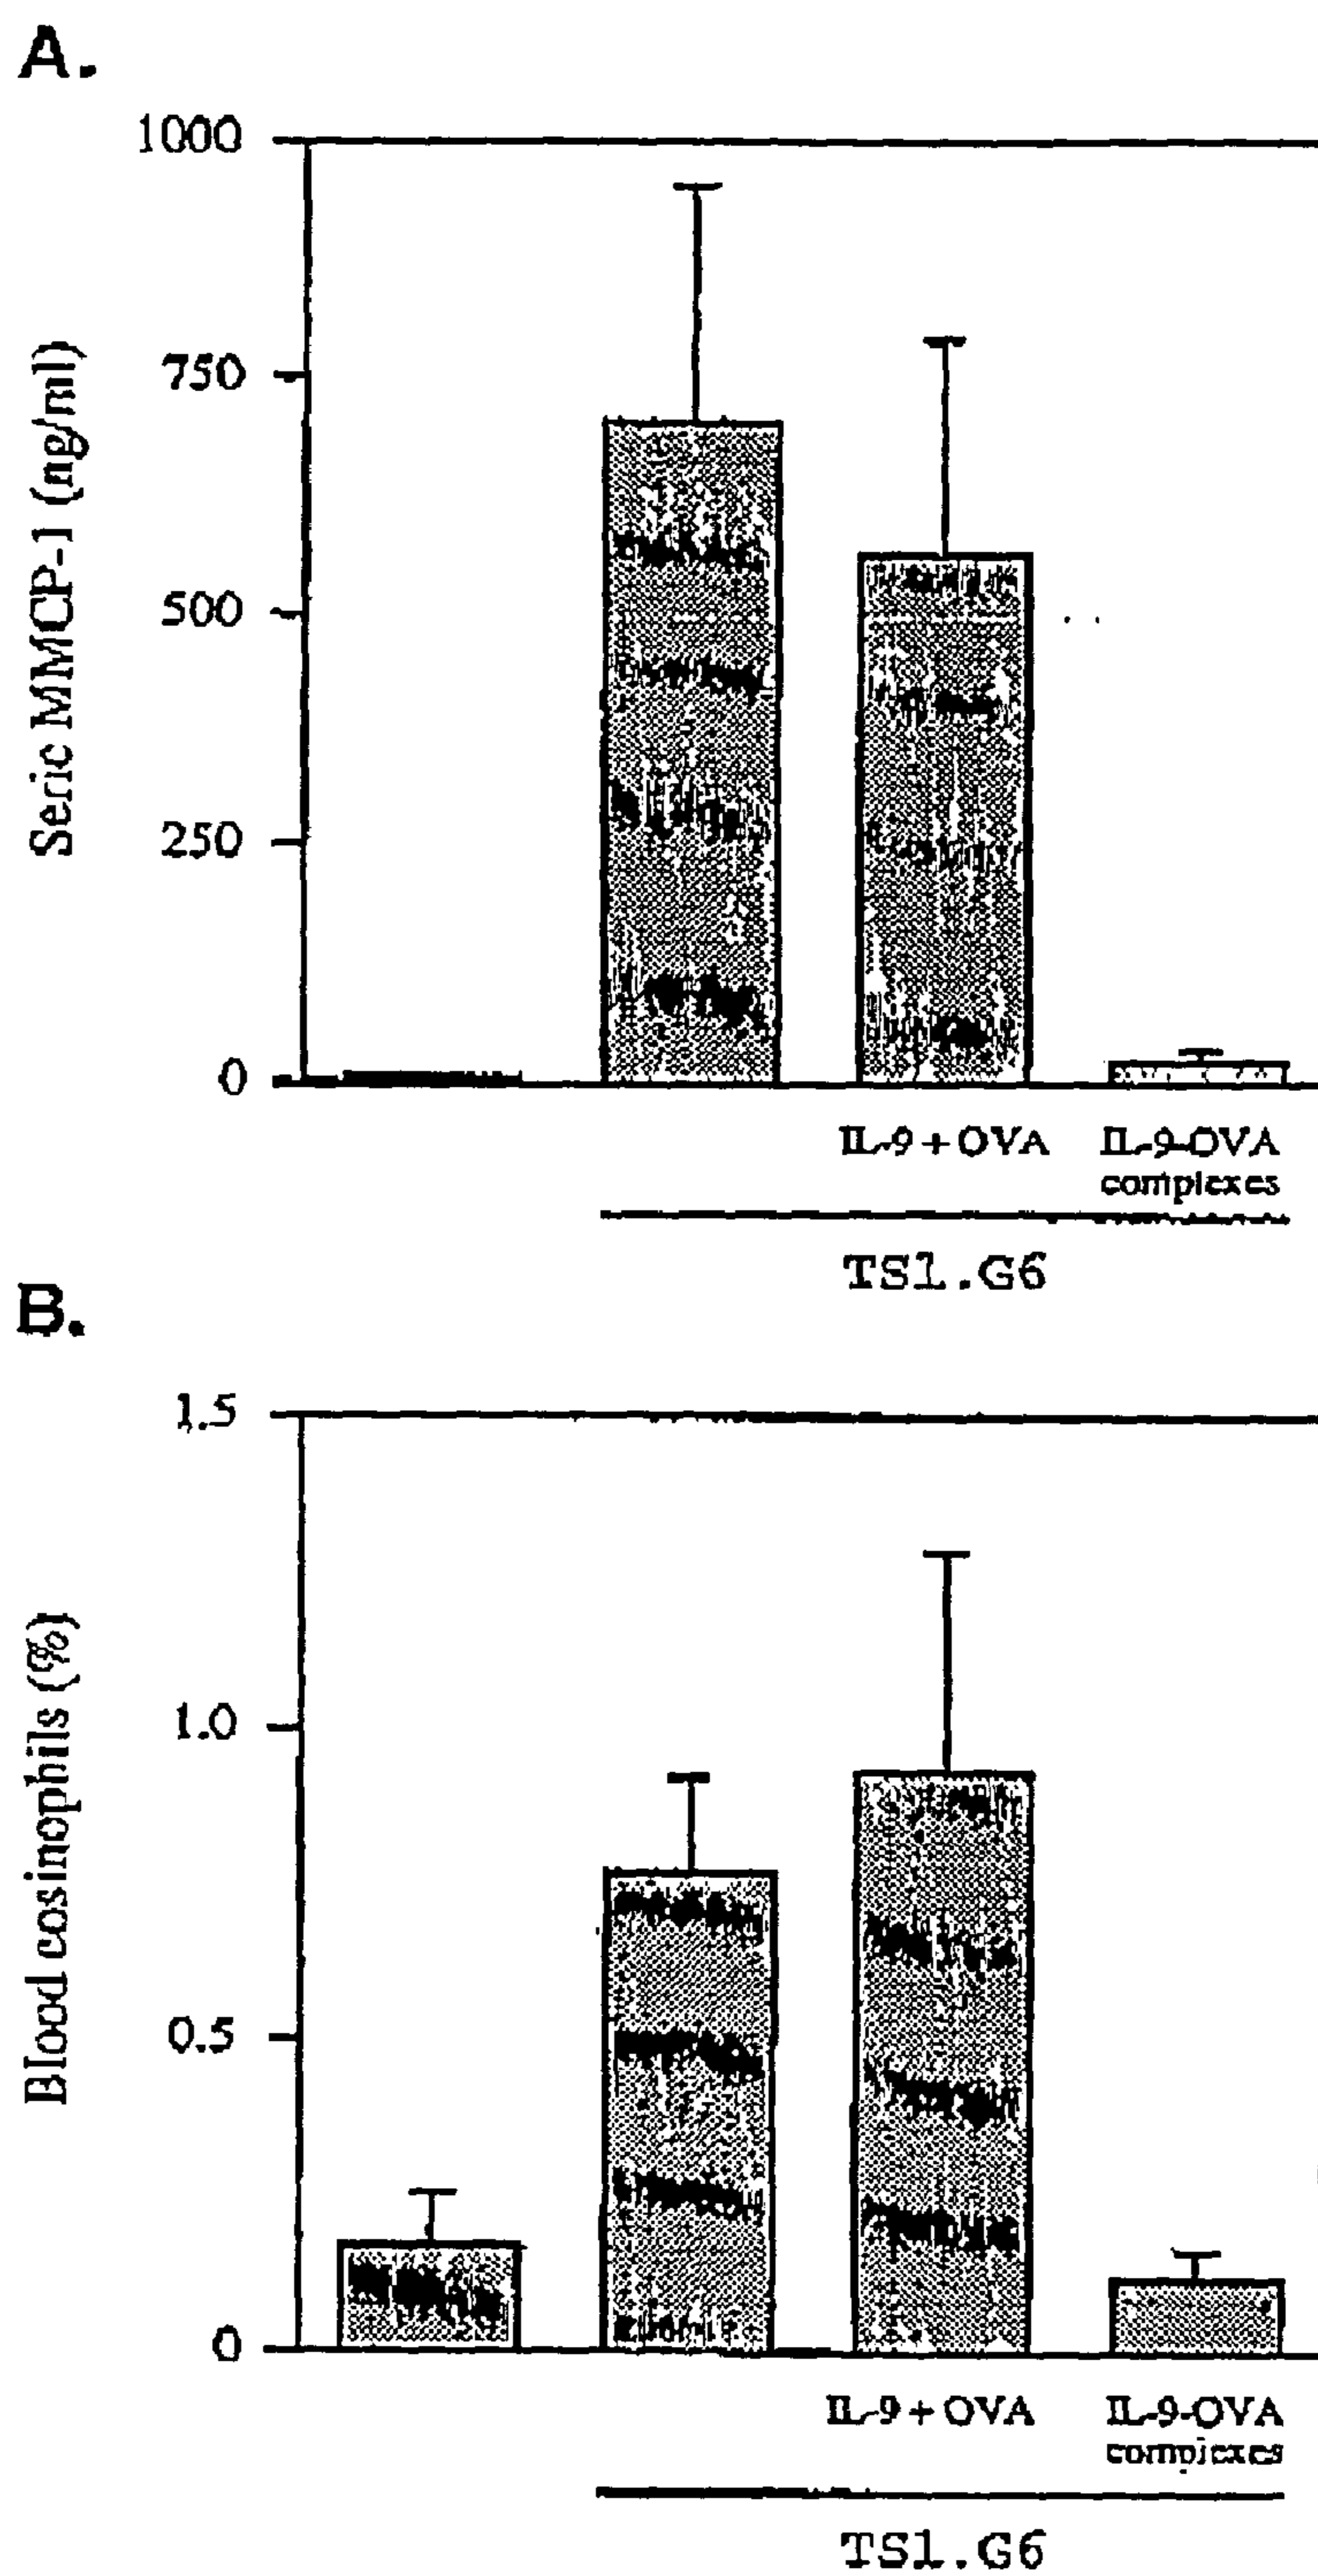 A.
1000
750
500
250
0
Seric MMCP-1 (ng/ml)
IL-9 + OVA
IL-9-OVA
complexes
TS1.G6
B.
1.5
1.0
0.5
0
Blood eosinophils (%)
IL-9 + OVA
IL-9-OVA
complexes
TS1.G6